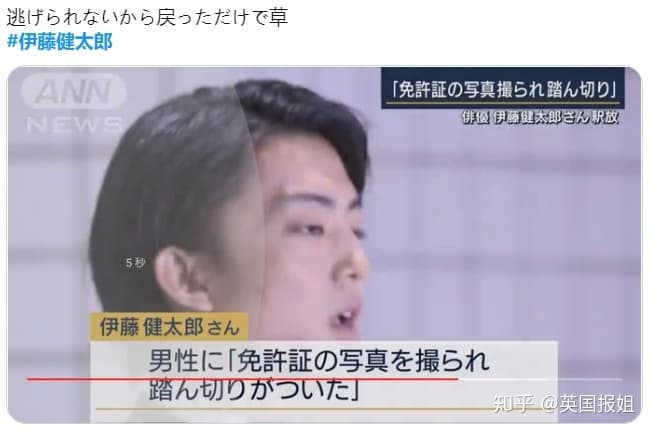 逃げられないから戻っただけで草
#伊藤健太郎
ANN
NEWS
「免許証の写真撮られ踏ん切り」
俳優 伊藤健太郎さん 釈放
5 秒
伊藤健太郎さん
男性に「免許証の写真を撮られ
踏ん切りがついた」
知乎 @英国报姐